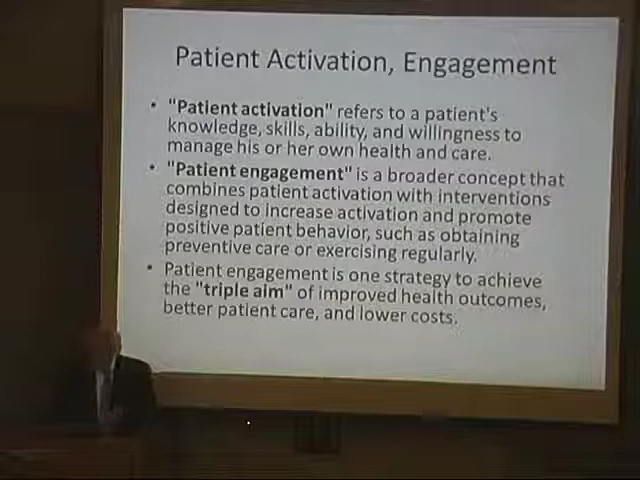 Patient Activation, Engagement
• "Patient activation" refers to a patient's
knowledge, skills, ability, and willingness to
manage his or her own health and care.
• "Patient engagement" is a broader concept that
combines patient activation with interventions
designed to increase activation and promote
positive patient behavior, such as obtaining
preventive care or exercising regularly.
• Patient engagement is one strategy to achieve
the "triple aim" of improved health outcomes,
better patient care, and lower costs.